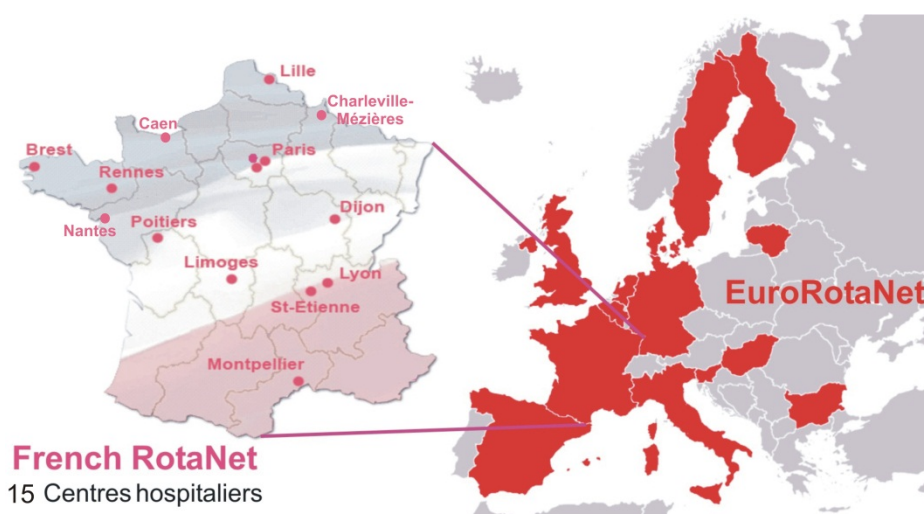 Lille
Charleville-
Mézières
Caen
Brest
Paris
Rennes
Nantes
Poitiers
Dijon
Limoges
Lyon
St-Etienne
Montpellier
EuroRotaNet
French RotaNet
15 Centres hospitaliers